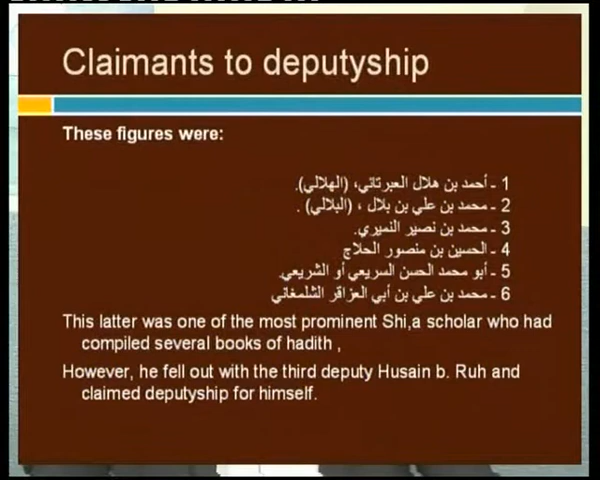 Claimants to deputyship
These figures were:
1 - أحمد بن هلال العبرتائي، (الهلالي).
2 - محمد بن علي بن بلال ، (البلالي) .
3 - محمد بن نصير النميري.
4 - الحسين بن منصور الحلاج
5 - أبو محمد الحسن السريعي أو الشريعي.
6 - محمد بن علي بن أبي العزاقر الشلمغاني
This latter was one of the most prominent Shi,a scholar who had
compiled several books of hadith ,
However, he fell out with the third deputy Husain b. Ruh and
claimed deputyship for himself.